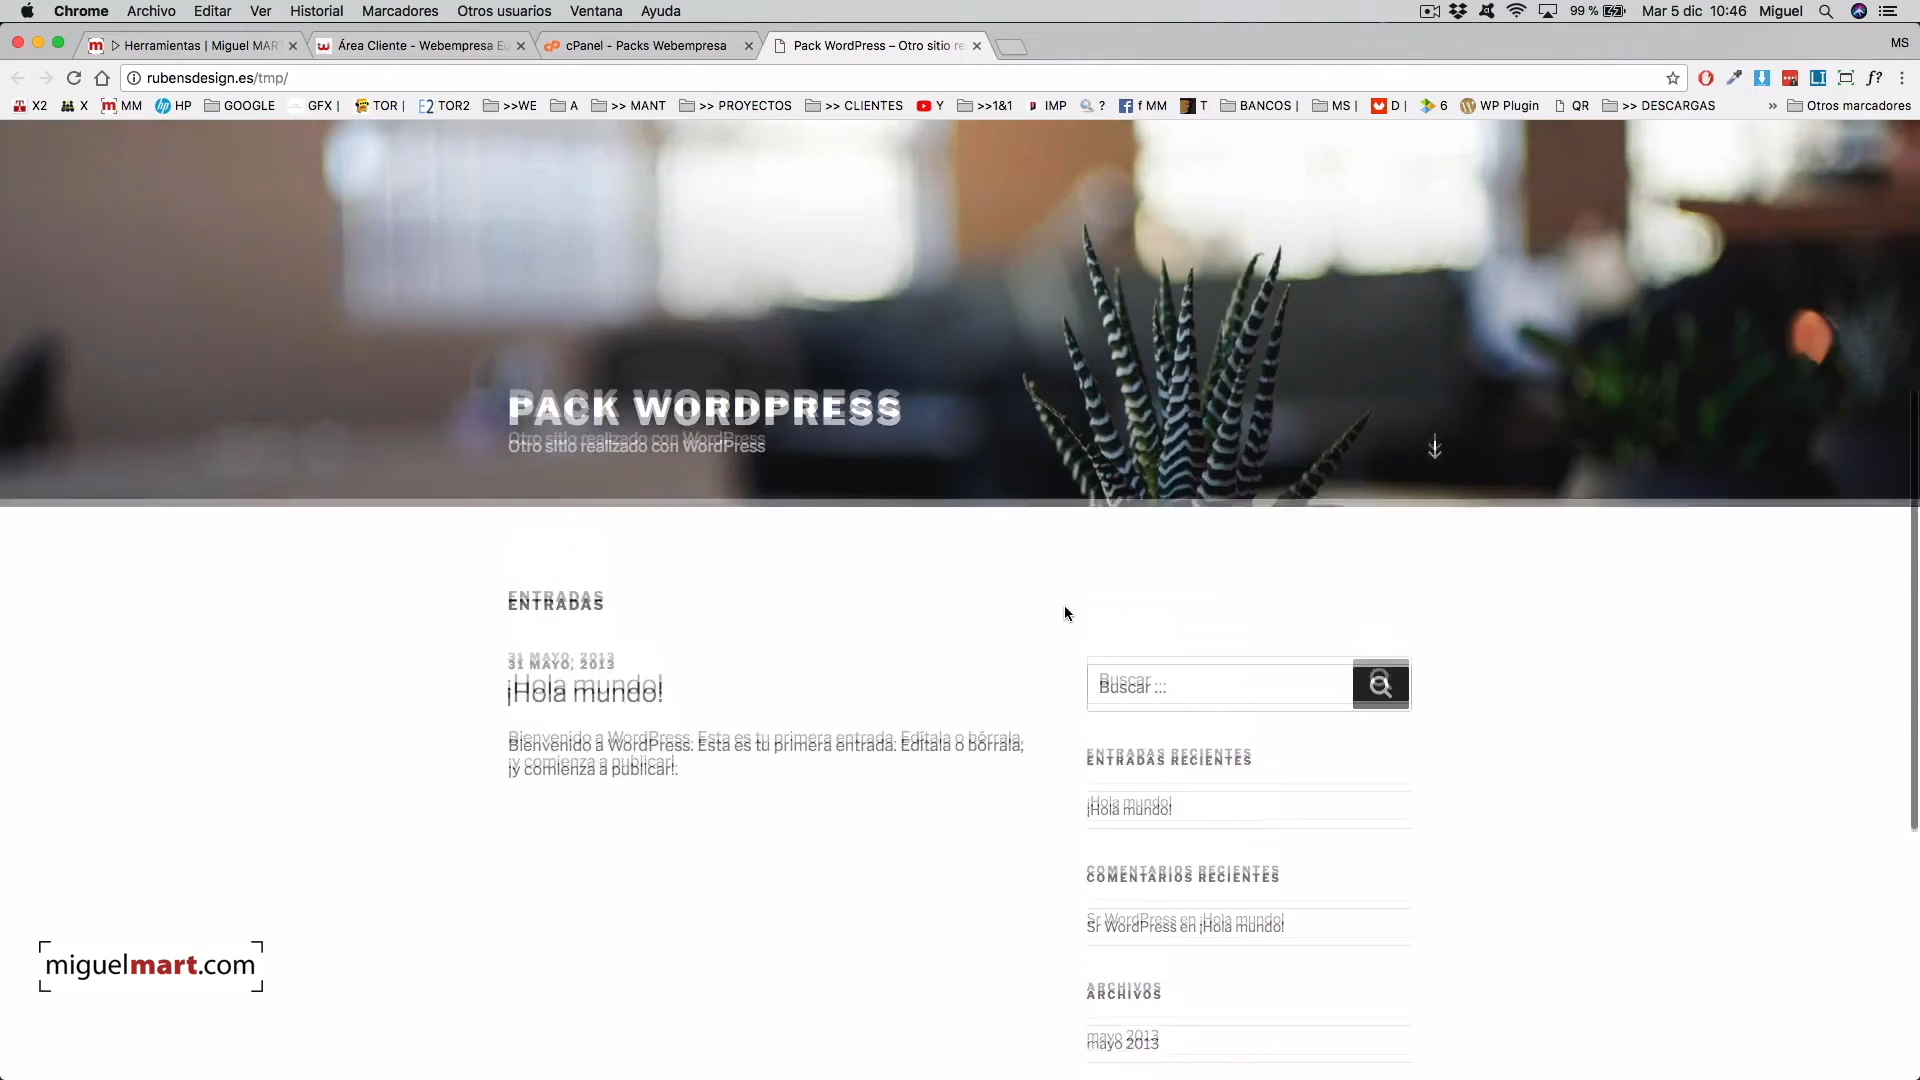 Chrome Archivo Editar Ver Historial Marcadores Otros usuarios Ventana Ayuda 99 % Mar 5 dic 10:46 Miguel
Herramientas | Miguel MAR Área Cliente - Webempresa Eu cPanel - Packs Webempresa Pack WordPress – Otro sitio re MS
rubensdesign.es/tmp/ f?
X2 X MM HP GOOGLE GFX | TOR | TOR2 >>WE A >> MANT >> PROYECTOS >> CLIENTES Y >>1&1 IMP ? f MM T BANCOS | MS | D | 6 WP Plugin QR >> DESCARGAS » Otros marcadores
PACK WORDPRESS
Otro sitio realizado con WordPress
ENTRADAS
31 MAYO, 2013
¡Hola mundo!
Bienvenido a WordPress. Esta es tu primera entrada. Edítala o bórrala,
¡y comienza a publicar!.
Buscar ...
ENTRADAS RECIENTES
¡Hola mundo!
COMENTARIOS RECIENTES
Sr WordPress en ¡Hola mundo!
ARCHIVOS
mayo 2013
miguelmart.com